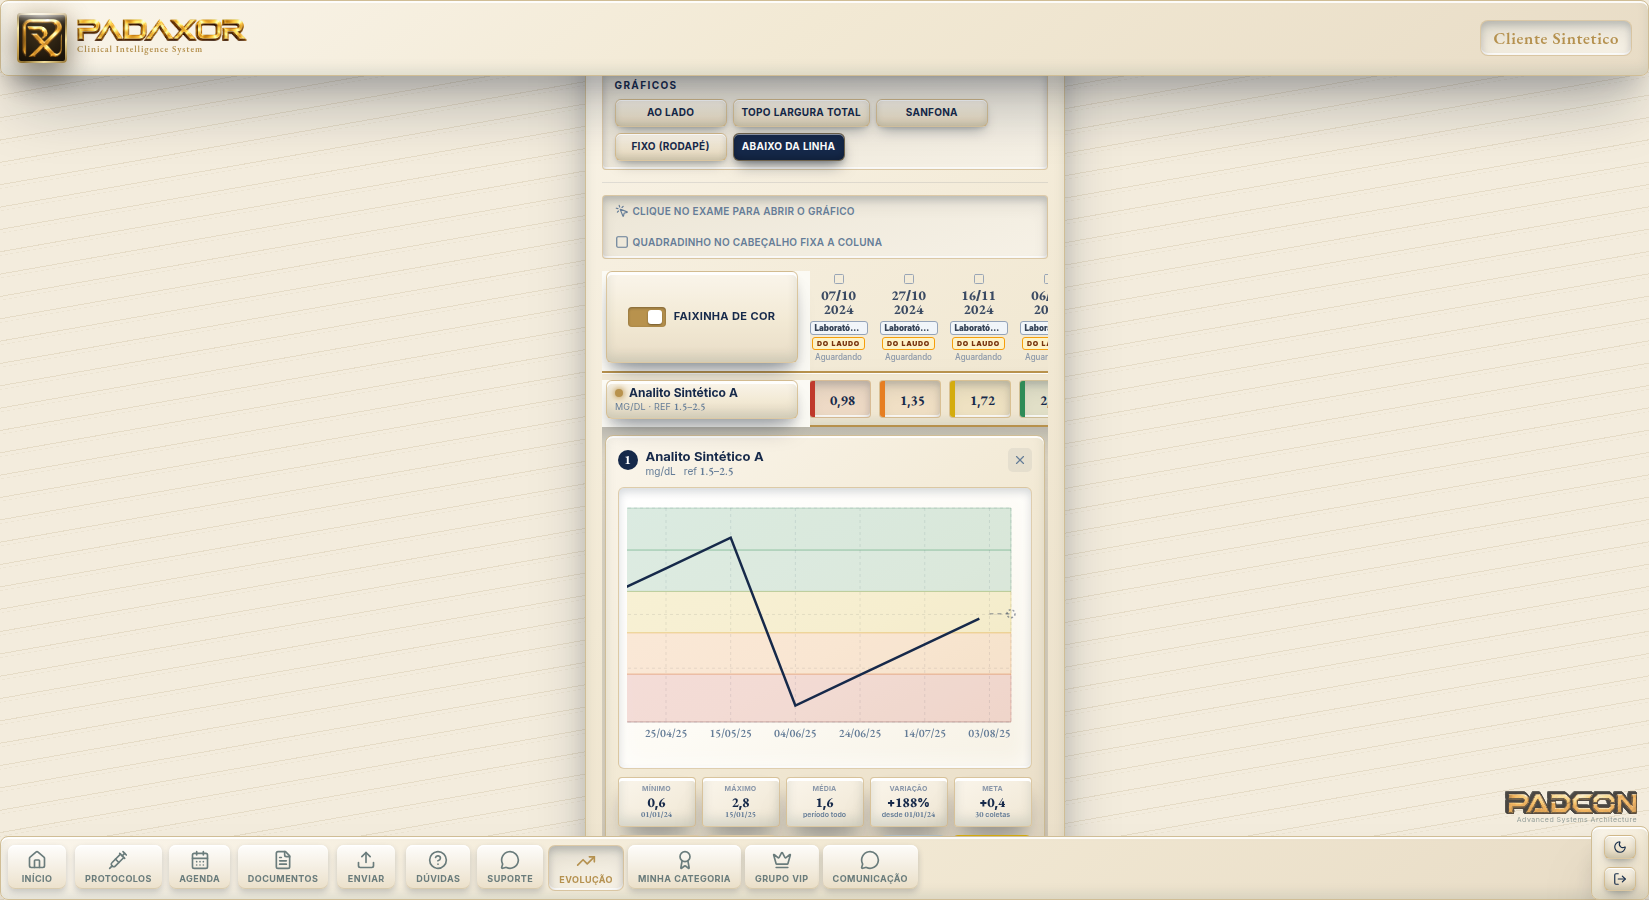 PADAXOR
Clinical Intelligence System
Cliente Sintetico
GRÁFICOS
AO LADO
TOPO LARGURA TOTAL
SANFONA
FIXO (RODAPÉ)
ABAIXO DA LINHA
CLIQUE NO EXAME PARA ABRIR O GRÁFICO
QUADRADINHO NO CABEÇALHO FIXA A COLUNA
FAIXINHA DE COR
07/10
2024
Laborató...
DO LAUDO
Aguardando
27/10
2024
Laborató...
DO LAUDO
Aguardando
16/11
2024
Laborató...
DO LAUDO
Aguardando
Analito Sintético A
MG/DL · REF 1.5–2.5
0,98
1,35
1,72
1
Analito Sintético A
mg/dL ref 1.5–2.5
25/04/25
15/05/25
04/06/25
24/06/25
14/07/25
03/08/25
MÍNIMO
0,6
01/01/24
MÁXIMO
2,8
15/01/25
MÉDIA
1,6
período todo
VARIAÇÃO
+188%
desde 01/01/24
META
+0,4
30 coletas
PADCON
Advanced Systems Architecture
INÍCIO
PROTOCOLOS
AGENDA
DOCUMENTOS
ENVIAR
DÚVIDAS
SUPORTE
EVOLUÇÃO
MINHA CATEGORIA
GRUPO VIP
COMUNICAÇÃO